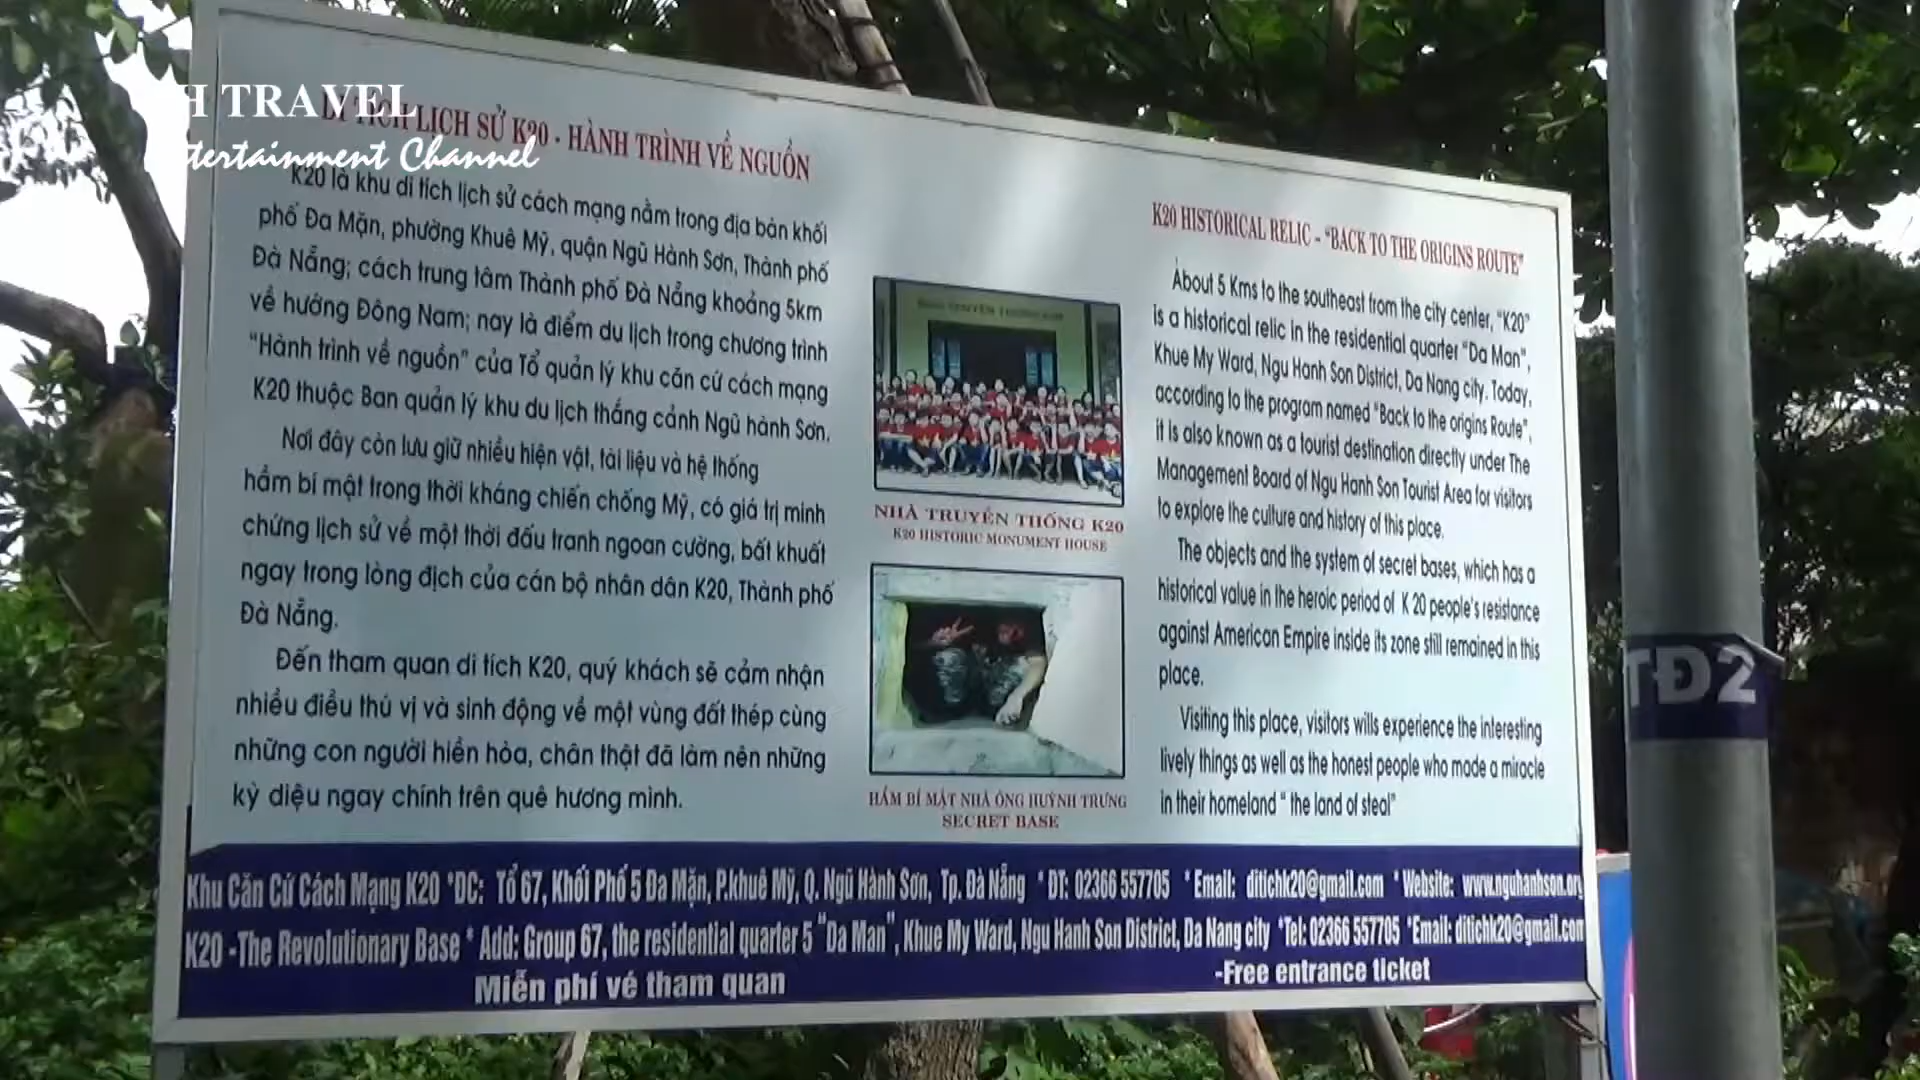 H TRAVEL
tertainment Channel
DI TÍCH LỊCH SỬ K20 - HÀNH TRÌNH VỀ NGUỒN
K20 là khu di tích lịch sử cách mạng nằm trong địa bàn khối
phố Đa Mặn, phường Khuê Mỹ, quận Ngũ Hành Sơn, Thành phố
Đà Nẵng; cách trung tâm Thành phố Đà Nẵng khoảng 5km
về hướng Đông Nam; nay là điểm du lịch trong chương trình
"Hành trình về nguồn" của Tổ quản lý khu căn cứ cách mạng
K20 thuộc Ban quản lý khu du lịch thắng cảnh Ngũ hành Sơn.
Nơi đây còn lưu giữ nhiều hiện vật, tài liệu và hệ thống
hầm bí mật trong thời kháng chiến chống Mỹ, có giá trị minh
chứng lịch sử về một thời đấu tranh ngoan cường, bất khuất
ngay trong lòng địch của cán bộ nhân dân K20, Thành phố
Đà Nẵng.
Đến tham quan di tích K20, quý khách sẽ cảm nhận
nhiều điều thú vị và sinh động về một vùng đất thép cùng
những con người hiền hòa, chân thật đã làm nên những
kỳ diệu ngay chính trên quê hương mình.
NHÀ TRUYỀN THỐNG K20
K20 HISTORIC MONUMENT HOUSE
HẦM BÍ MẬT NHÀ ÔNG HUỲNH TRƯNG
SECRET BASE
K20 HISTORICAL RELIC - "BACK TO THE ORIGINS ROUTE"
About 5 Kms to the southeast from the city center, "K20"
is a historical relic in the residential quarter "Da Man",
Khue My Ward, Ngu Hanh Son District, Da Nang city. Today,
according to the program named "Back to the origins Route",
it is also known as a tourist destination directly under The
Management Board of Ngu Hanh Son Tourist Area for visitors
to explore the culture and history of this place.
The objects and the system of secret bases, which has a
historical value in the heroic period of K 20 people's resistance
against American Empire inside its zone still remained in this
place.
Visiting this place, visitors wills experience the interesting
lively things as well as the honest people who made a miracle
in their homeland " the land of steal"
Khu Căn Cứ Cách Mạng K20 *ĐC: Tổ 67, Khối Phố 5 Đa Mặn, P.khuê Mỹ, Q. Ngũ Hành Sơn, Tp. Đà Nẵng * ĐT: 02366 557705 * Email: ditichk20@gmail.com * Website: www.nguhanhson.org
K20 -The Revolutionary Base * Add: Group 67, the residential quarter 5 "Da Man", Khue My Ward, Ngu Hanh Son District, Da Nang city *Tel: 02366 557705 *Email: ditichk20@gmail.com
Miễn phí vé tham quan -Free entrance ticket
TĐ2